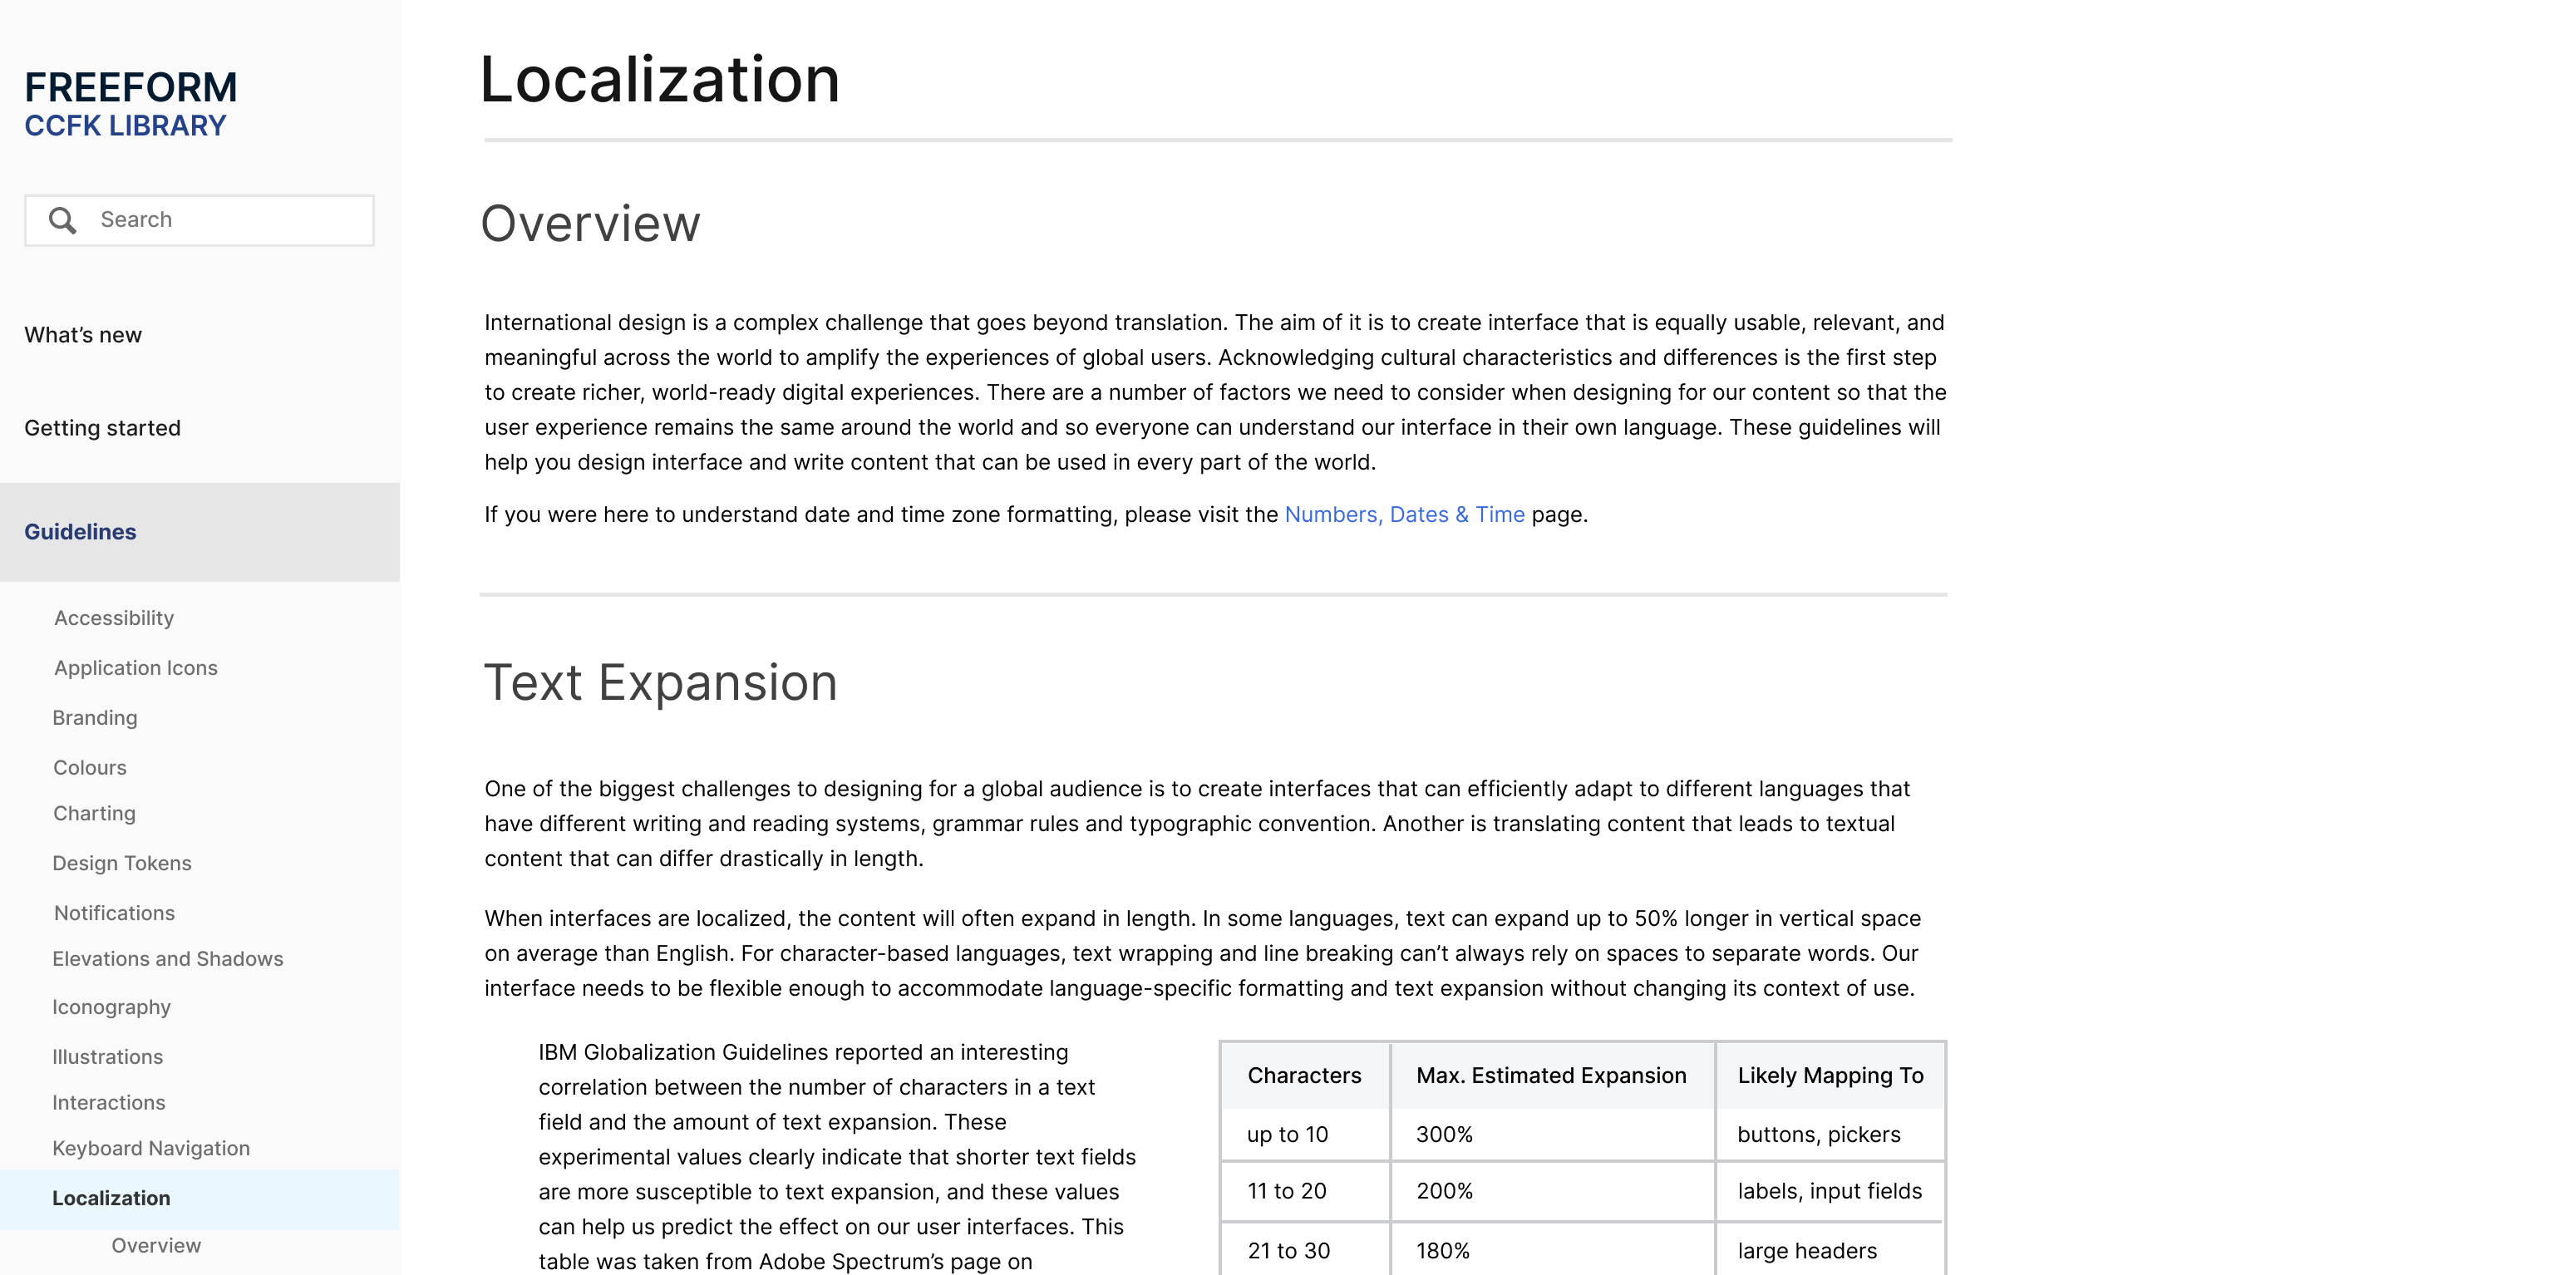 FREEFORM
CCFK LIBRARY
Search
What’s new
Getting started
Guidelines
Accessibility
Application Icons
Branding
Colours
Charting
Design Tokens
Notifications
Elevations and Shadows
Iconography
Illustrations
Interactions
Keyboard Navigation
Localization
Overview
Localization
Overview
International design is a complex challenge that goes beyond translation. The aim of it is to create interface that is equally usable, relevant, and
meaningful across the world to amplify the experiences of global users. Acknowledging cultural characteristics and differences is the first step
to create richer, world-ready digital experiences. There are a number of factors we need to consider when designing for our content so that the
user experience remains the same around the world and so everyone can understand our interface in their own language. These guidelines will
help you design interface and write content that can be used in every part of the world.
If you were here to understand date and time zone formatting, please visit the Numbers, Dates & Time page.
Text Expansion
One of the biggest challenges to designing for a global audience is to create interfaces that can efficiently adapt to different languages that
have different writing and reading systems, grammar rules and typographic convention. Another is translating content that leads to textual
content that can differ drastically in length.
When interfaces are localized, the content will often expand in length. In some languages, text can expand up to 50% longer in vertical space
on average than English. For character-based languages, text wrapping and line breaking can’t always rely on spaces to separate words. Our
interface needs to be flexible enough to accommodate language-specific formatting and text expansion without changing its context of use.
IBM Globalization Guidelines reported an interesting
correlation between the number of characters in a text
field and the amount of text expansion. These
experimental values clearly indicate that shorter text fields
are more susceptible to text expansion, and these values
can help us predict the effect on our user interfaces. This
table was taken from Adobe Spectrum’s page on
Characters Max. Estimated Expansion Likely Mapping To
up to 10 300% buttons, pickers
11 to 20 200% labels, input fields
21 to 30 180% large headers